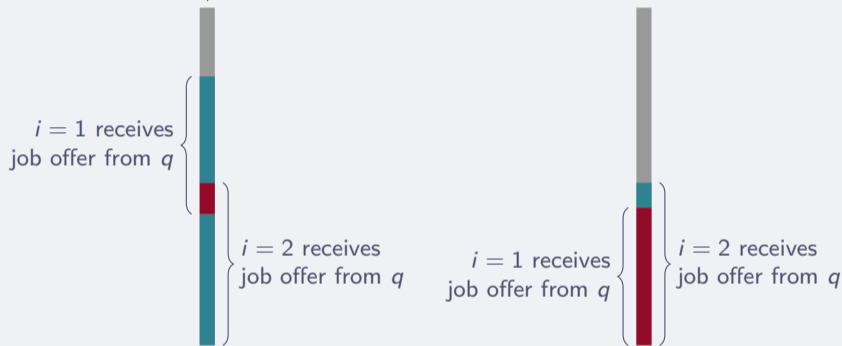 i = 1 receives
job offer from q
i = 2 receives
job offer from q
i = 1 receives
job offer from q
i = 2 receives
job offer from q